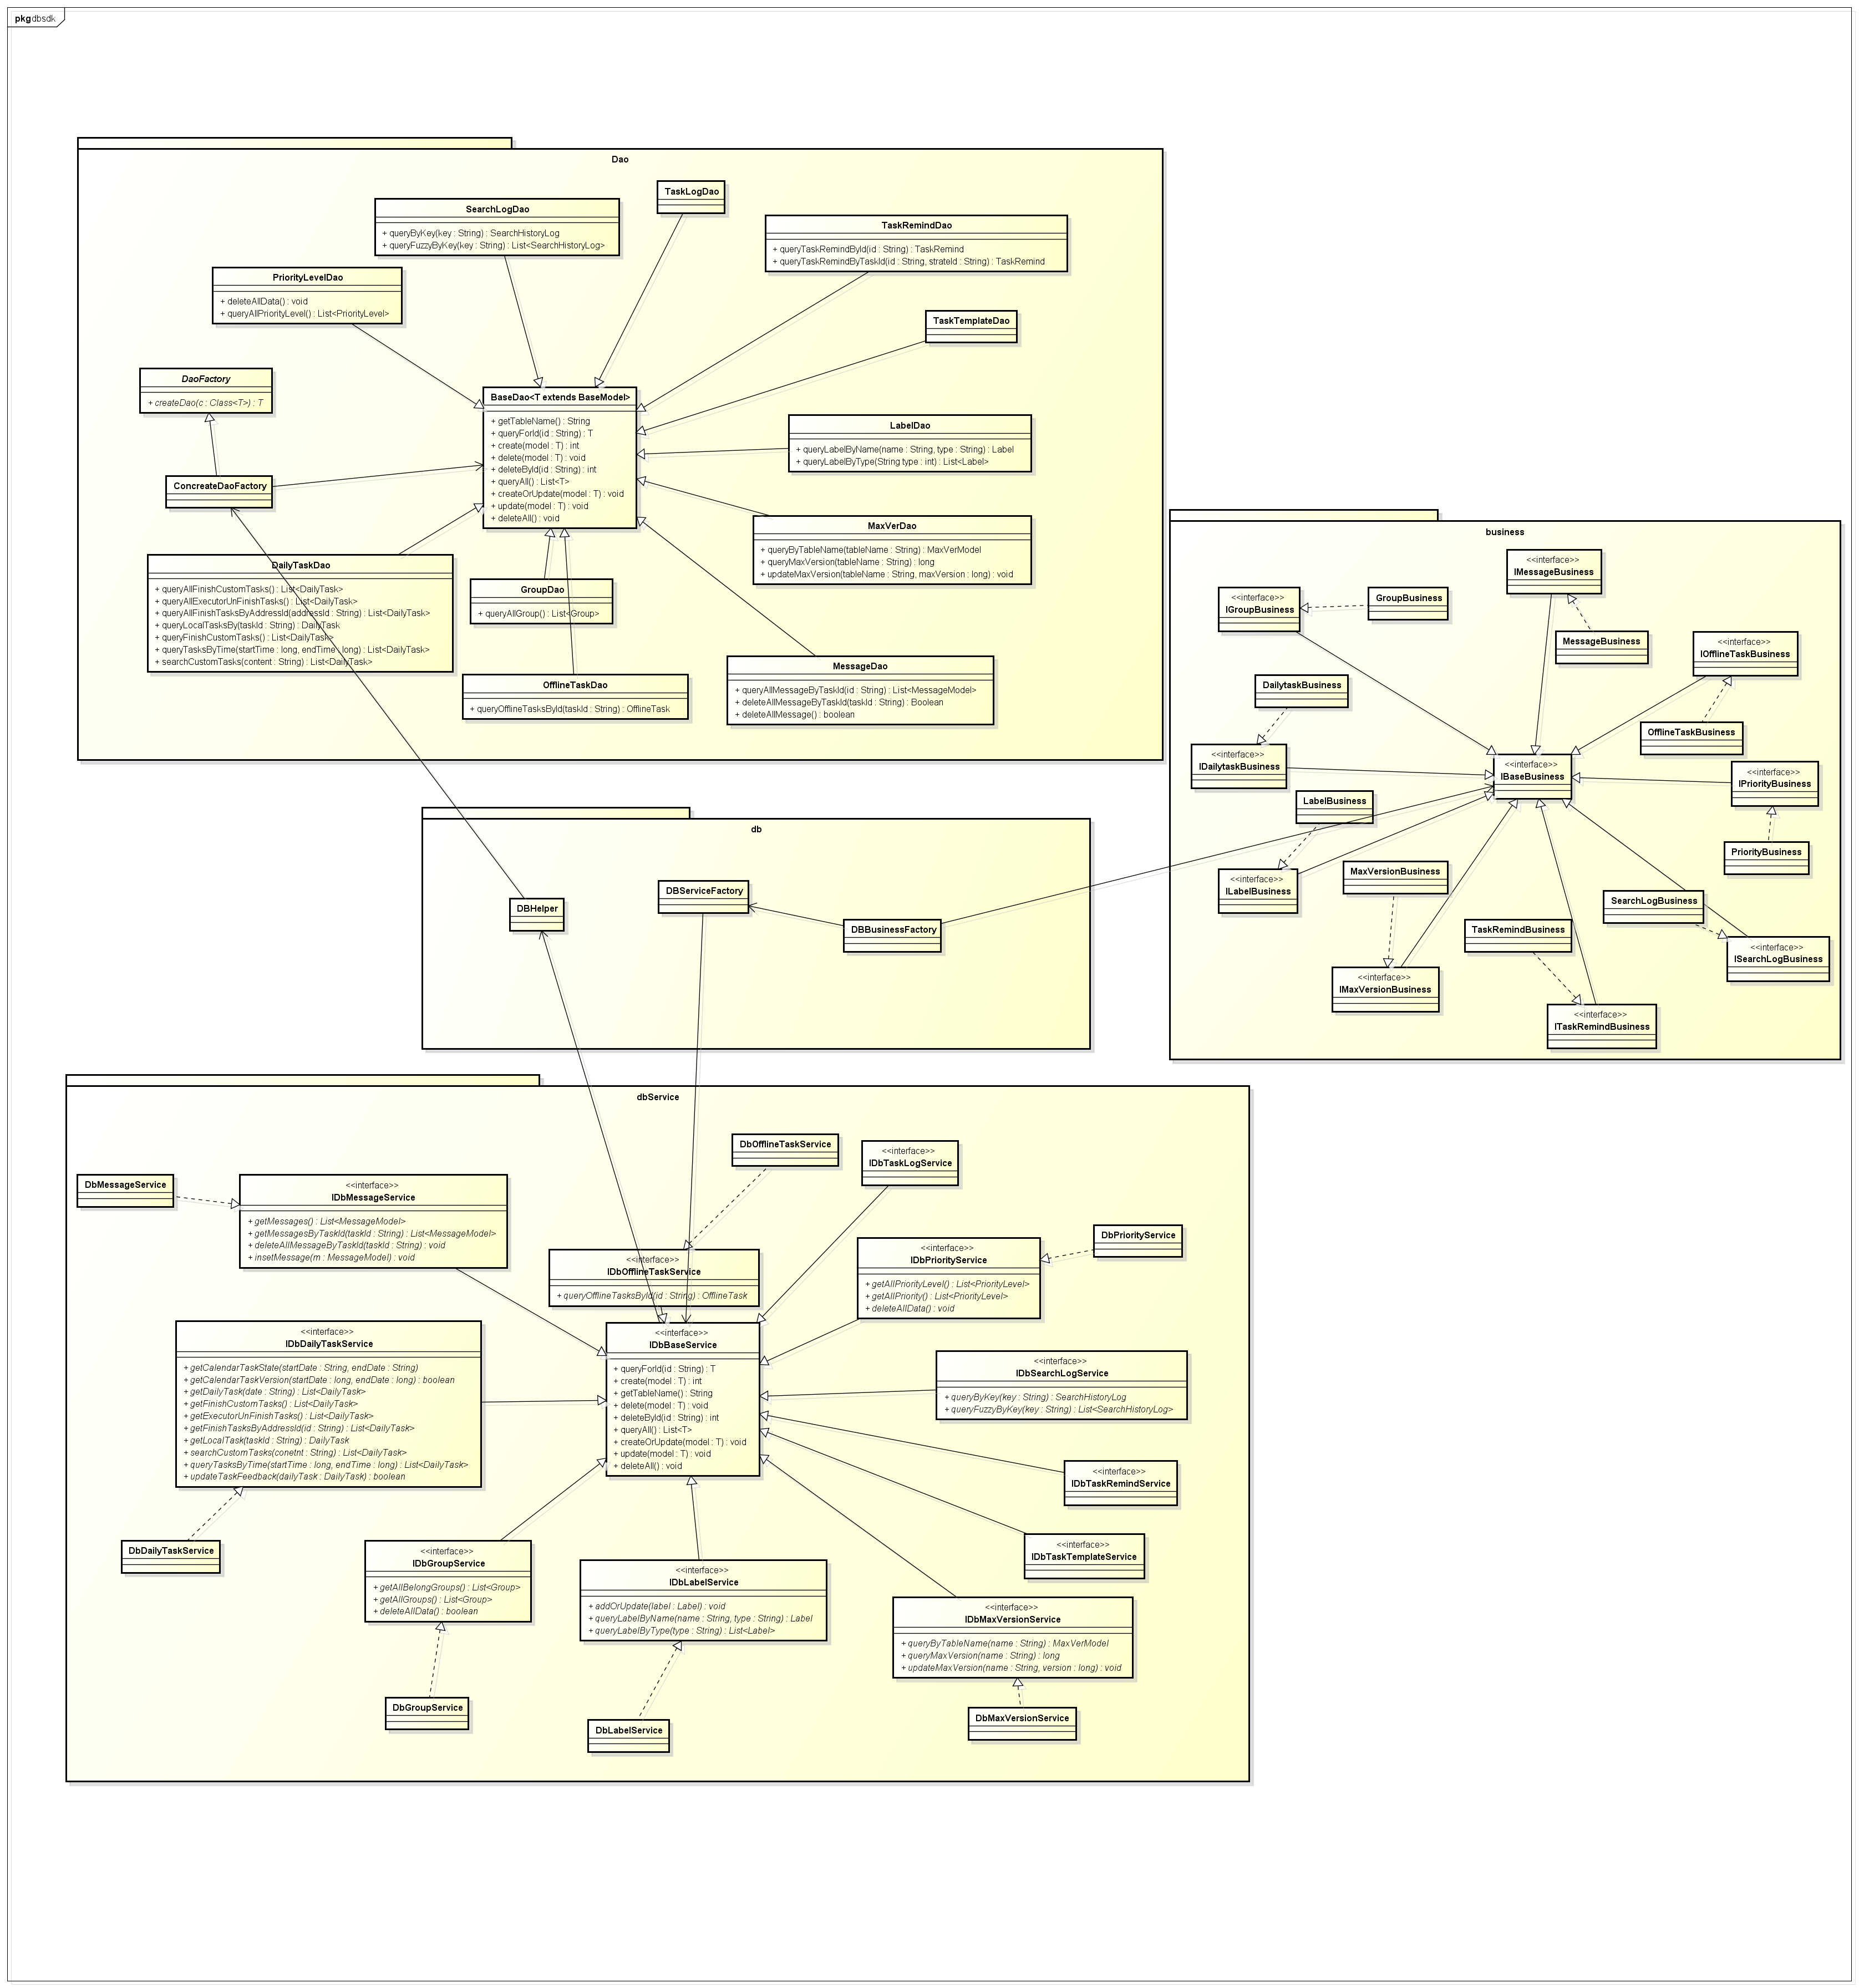 pkg dbsdk
Dao
TaskLogDao
SearchLogDao
+ queryByKey(key : String) : SearchHistoryLog
+ queryFuzzyByKey(key : String) : List<SearchHistoryLog>
TaskRemindDao
+ queryTaskRemindById(id : String) : TaskRemind
+ queryTaskRemindByTaskId(id : String, strateId : String) : TaskRemind
PriorityLevelDao
+ deleteAllData() : void
+ queryAllPriorityLevel() : List<PriorityLevel>
TaskTemplateDao
DaoFactory
+ createDao(c : Class<T>) : T
BaseDao<T extends BaseModel>
+ getTableName() : String
+ queryForId(id : String) : T
+ create(model : T) : int
+ delete(model : T) : void
+ deleteById(id : String) : int
+ queryAll() : List<T>
+ createOrUpdate(model : T) : void
+ update(model : T) : void
+ deleteAll() : void
LabelDao
+ queryLabelByName(name : String, type : String) : Label
+ queryLabelByType(String type : int) : List<Label>
ConcreateDaoFactory
MaxVerDao
+ queryByTableName(tableName : String) : MaxVerModel
+ queryMaxVersion(tableName : String) : long
+ updateMaxVersion(tableName : String, maxVersion : long) : void
DailyTaskDao
+ queryAllFinishCustomTasks() : List<DailyTask>
+ queryAllExecutorUnFinishTasks() : List<DailyTask>
+ queryAllFinishTasksByAddressId(addressId : String) : List<DailyTask>
+ queryLocalTasksBy(taskId : String) : DailyTask
+ queryFinishCustomTasks() : List<DailyTask>
+ queryTasksByTime(startTime : long, endTime : long) : List<DailyTask>
+ searchCustomTasks(content : String) : List<DailyTask>
GroupDao
+ queryAllGroup() : List<Group>
OfflineTaskDao
+ queryOfflineTasksById(taskId : String) : OfflineTask
MessageDao
+ queryAllMessageByTaskId(id : String) : List<MessageModel>
+ deleteAllMessageByTaskId(taskId : String) : Boolean
+ deleteAllMessage() : boolean
business
<<interface>>
IMessageBusiness
<<interface>>
IGroupBusiness
GroupBusiness
MessageBusiness
<<interface>>
IOfflineTaskBusiness
DailytaskBusiness
OfflineTaskBusiness
<<interface>>
IDailytaskBusiness
<<interface>>
IBaseBusiness
<<interface>>
IPriorityBusiness
LabelBusiness
PriorityBusiness
<<interface>>
ILabelBusiness
MaxVersionBusiness
SearchLogBusiness
TaskRemindBusiness
<<interface>>
ISearchLogBusiness
<<interface>>
IMaxVersionBusiness
<<interface>>
ITaskRemindBusiness
db
DBServiceFactory
DBHelper
DBBusinessFactory
dbService
DbOfflineTaskService
<<interface>>
IDbTaskLogService
DbMessageService
<<interface>>
IDbMessageService
+ getMessages() : List<MessageModel>
+ getMessagesByTaskId(taskId : String) : List<MessageModel>
+ deleteAllMessageByTaskId(taskId : String) : void
+ insetMessage(m : MessageModel) : void
DbPriorityService
<<interface>>
IDbPriorityService
+ getAllPriorityLevel() : List<PriorityLevel>
+ getAllPriority() : List<PriorityLevel>
+ deleteAllData() : void
<<interface>>
IDbOfflineTaskService
+ queryOfflineTasksById(id : String) : OfflineTask
<<interface>>
IDbDailyTaskService
+ getCalendarTaskState(startDate : String, endDate : String)
+ getCalendarTaskVersion(startDate : long, endDate : long) : boolean
+ getDailyTask(date : String) : List<DailyTask>
+ getFinishCustomTasks() : List<DailyTask>
+ getExecutorUnFinishTasks() : List<DailyTask>
+ getFinishTasksByAddressId(id : String) : List<DailyTask>
+ getLocalTask(taskId : String) : DailyTask
+ searchCustomTasks(conetnt : String) : List<DailyTask>
+ queryTasksByTime(startTime : long, endTime : long) : List<DailyTask>
+ updateTaskFeedback(dailyTask : DailyTask) : boolean
<<interface>>
IDbBaseService
+ queryForId(id : String) : T
+ create(model : T) : int
+ getTableName() : String
+ delete(model : T) : void
+ deleteById(id : String) : int
+ queryAll() : List<T>
+ createOrUpdate(model : T) : void
+ update(model : T) : void
+ deleteAll() : void
<<interface>>
IDbSearchLogService
+ queryByKey(key : String) : SearchHistoryLog
+ queryFuzzyByKey(key : String) : List<SearchHistoryLog>
<<interface>>
IDbTaskRemindService
<<interface>>
IDbTaskTemplateService
DbDailyTaskService
<<interface>>
IDbGroupService
+ getAllBelongGroups() : List<Group>
+ getAllGroups() : List<Group>
+ deleteAllData() : boolean
<<interface>>
IDbLabelService
+ addOrUpdate(label : Label) : void
+ queryLabelByName(name : String, type : String) : Label
+ queryLabelByType(type : String) : List<Label>
<<interface>>
IDbMaxVersionService
+ queryByTableName(name : String) : MaxVerModel
+ queryMaxVersion(name : String) : long
+ updateMaxVersion(name : String, version : long) : void
DbGroupService
DbLabelService
DbMaxVersionService